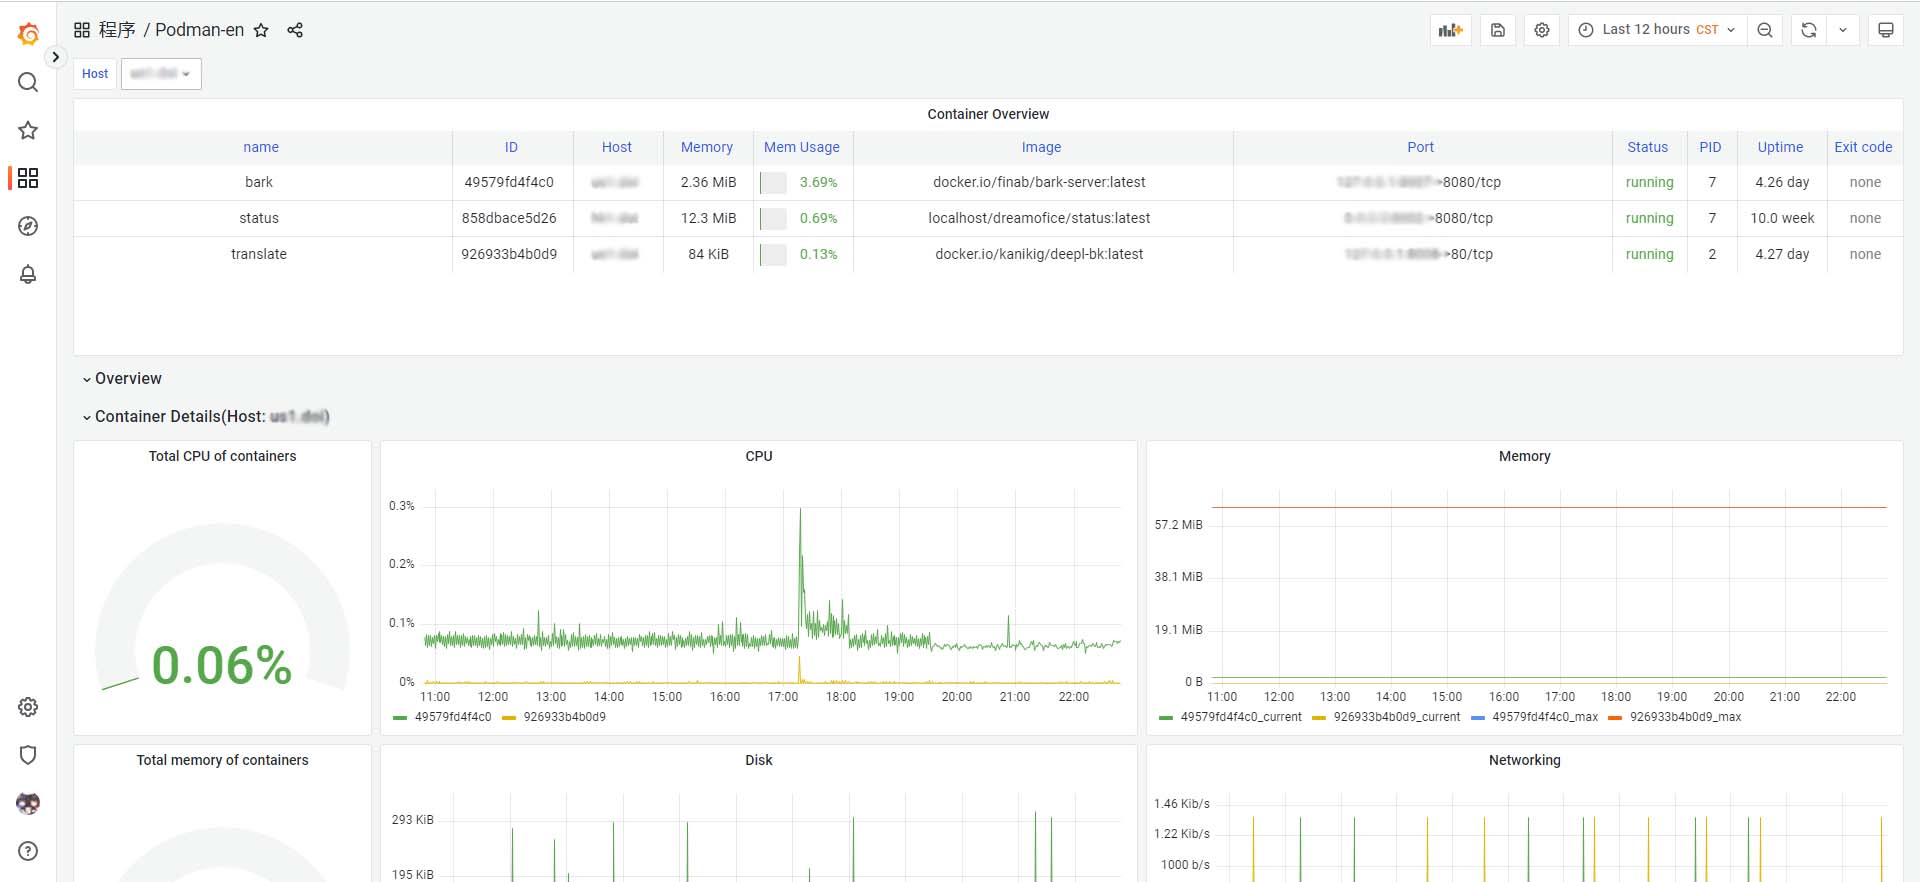 程序 / Podman-en
Last 12 hours CST
Host
Container Overview
name ID Host Memory Mem Usage Image Port Status PID Uptime Exit code
bark 49579fd4f4c0 2.36 MiB 3.69% docker.io/finab/bark-server:latest >8080/tcp running 7 4.26 day none
status 858dbace5d26 12.3 MiB 0.69% localhost/dreamofice/status:latest >8080/tcp running 7 10.0 week none
translate 926933b4b0d9 84 KiB 0.13% docker.io/kanikig/deepl-bk:latest >80/tcp running 2 4.27 day none
Overview
Container Details(Host: us1.doi)
Total CPU of containers
0.06%
CPU
0.3%
0.2%
0.1%
0%
11:00 12:00 13:00 14:00 15:00 16:00 17:00 18:00 19:00 20:00 21:00 22:00
49579fd4f4c0 926933b4b0d9
Memory
57.2 MiB
38.1 MiB
19.1 MiB
0 B
11:00 12:00 13:00 14:00 15:00 16:00 17:00 18:00 19:00 20:00 21:00 22:00
49579fd4f4c0_current 926933b4b0d9_current 49579fd4f4c0_max 926933b4b0d9_max
Total memory of containers
Disk
293 KiB
195 KiB
Networking
1.46 Kib/s
1.22 Kib/s
1000 b/s